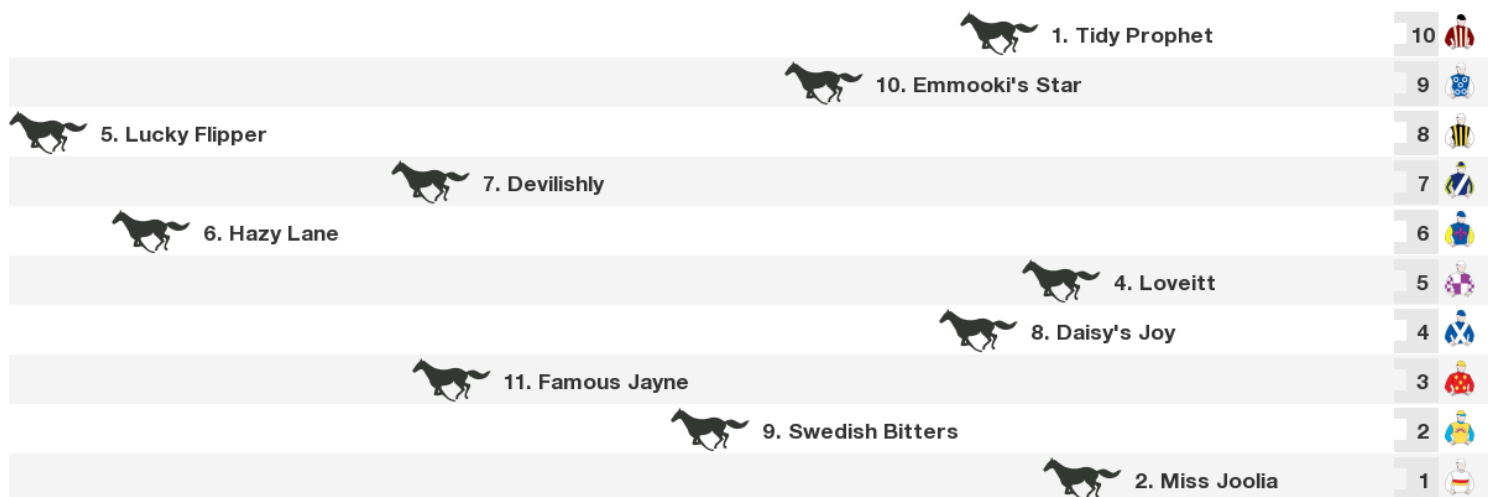 1. Tidy Prophet 10
10. Emmooki's Star 9
5. Lucky Flipper 8
7. Devilishly 7
6. Hazy Lane 6
4. Loveitt 5
8. Daisy's Joy 4
11. Famous Jayne 3
9. Swedish Bitters 2
2. Miss Joolia 1